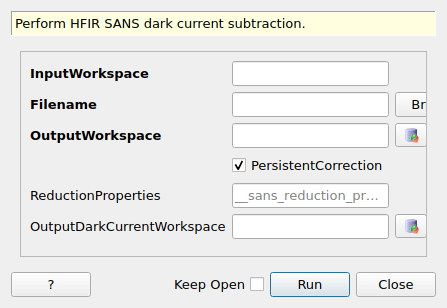 Perform HFIR SANS dark current subtraction.
InputWorkspace
Filename Br
OutputWorkspace
PersistentCorrection
ReductionProperties __sans_reduction_pr...
OutputDarkCurrentWorkspace
? Keep Open Run Close